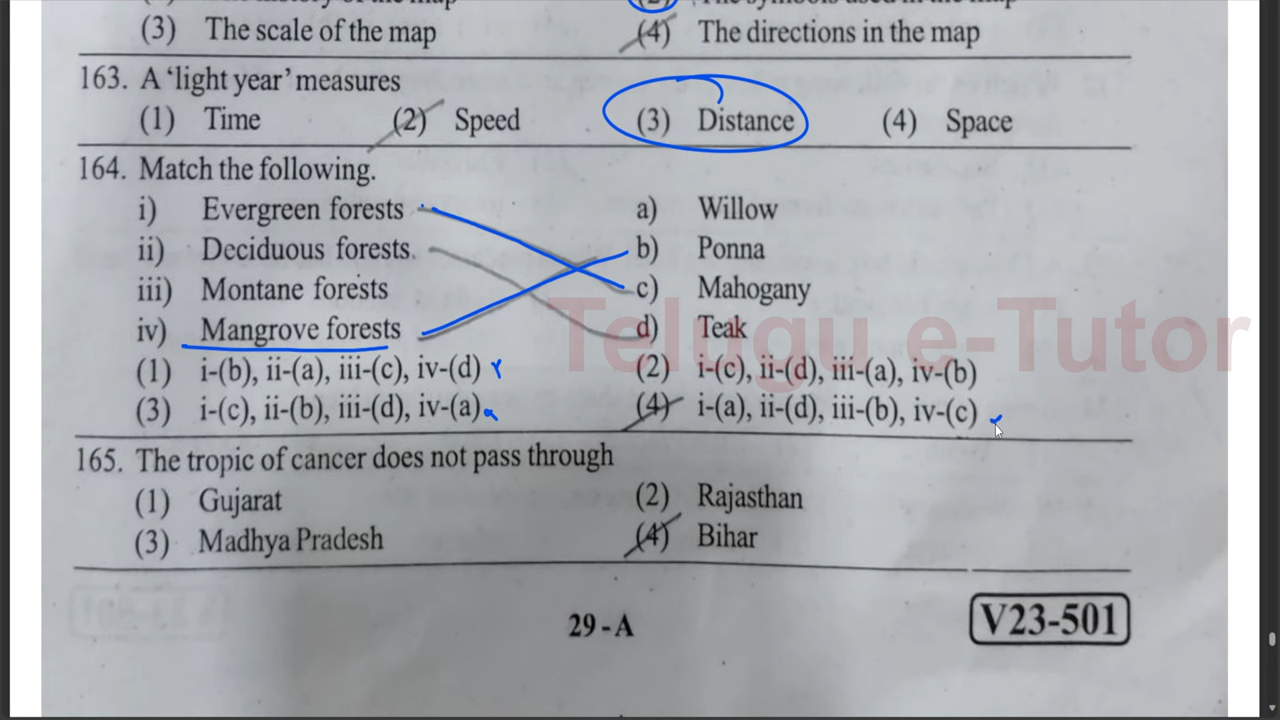 (3) The scale of the map (4) The directions in the map
163. A ‘light year’ measures
(1) Time (2) Speed (3) Distance (4) Space
164. Match the following.
i) Evergreen forests a) Willow
ii) Deciduous forests. b) Ponna
iii) Montane forests c) Mahogany
iv) Mangrove forests d) Teak
Telugu e-Tutor
(1) i-(b), ii-(a), iii-(c), iv-(d) (2) i-(c), ii-(d), iii-(a), iv-(b)
(3) i-(c), ii-(b), iii-(d), iv-(a) (4) i-(a), ii-(d), iii-(b), iv-(c)
165. The tropic of cancer does not pass through
(1) Gujarat (2) Rajasthan
(3) Madhya Pradesh (4) Bihar
29 - A V23-501